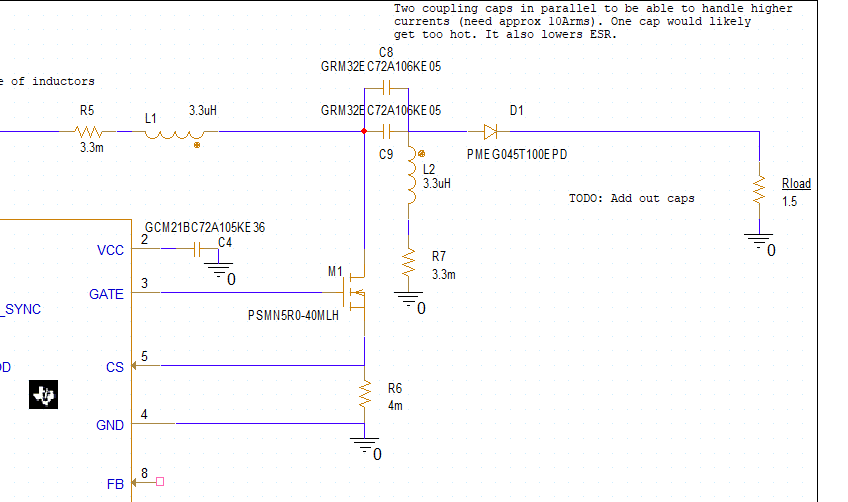 Two coupling caps in parallel to be able to handle higher
currents (need approx 10Arms). One cap would likely
get too hot. It also lowers ESR.
C8
GRM32EC72A106KE05
e of inductors
R5
L1
3.3uH
GRM32EC72A106KE05
D1
3.3m
C9
PMEG045T100EPD
L2
3.3uH
Rload
1.5
TODO: Add out caps
GCM21BC72A105KE36
VCC
2
C4
0
0
R7
3.3m
M1
GATE
3
0
_SYNC
PSMN5R0-40MLH
D
CS
5
R6
4m
GND
4
0
FB
8